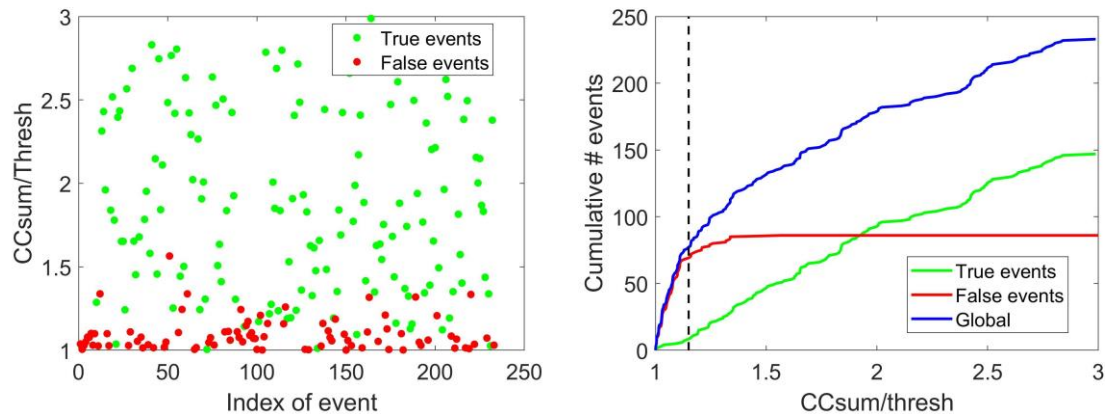 3
2.5
2
1.5
1
CCsum/Thresh
0 50 100 150 200 250
Index of event
True events
False events
250
200
150
100
50
0
Cumulative # events
1 1.5 2 2.5 3
CCsum/thresh
True events
False events
Global